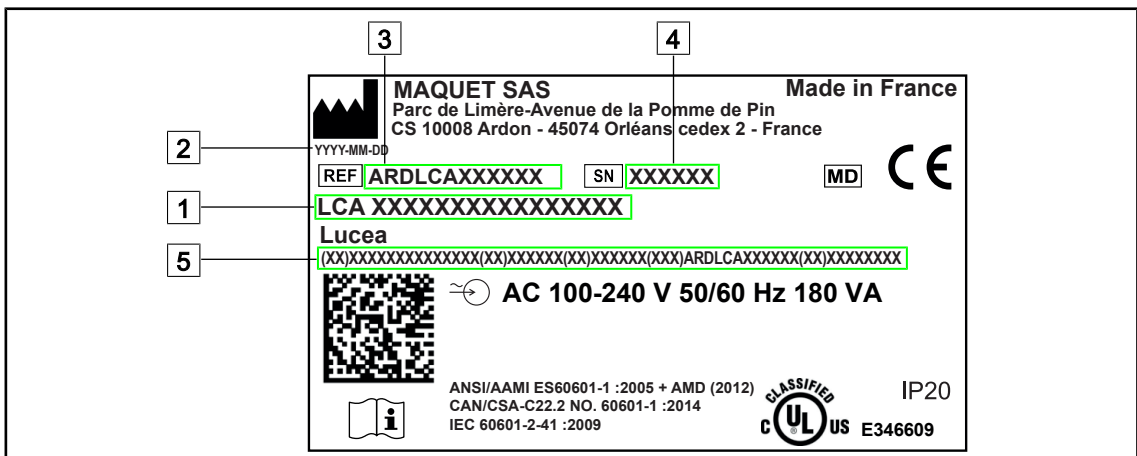 3
4
MAQUET SAS
Made in France
Parc de Limère-Avenue de la Pomme de Pin
CS 10008 Ardon - 45074 Orléans cedex 2 - France
2
YYYY-MM-DD
REF ARDLCAXXXXXX SN XXXXXX MD CE
1
LCA XXXXXXXXXXXXXXXX
Lucea
5
(XX)XXXXXXXXXXXXXX(XX)XXXXXX(XX)XXXXXX(XXX)ARDLCAXXXXXX(XX)XXXXXXXX
AC 100-240 V 50/60 Hz 180 VA
ANSI/AAMI ES60601-1 :2005 + AMD (2012)
CAN/CSA-C22.2 NO. 60601-1 :2014
IEC 60601-2-41 :2009
i
CLASSIFIED
C UL ® US
E346609
IP20